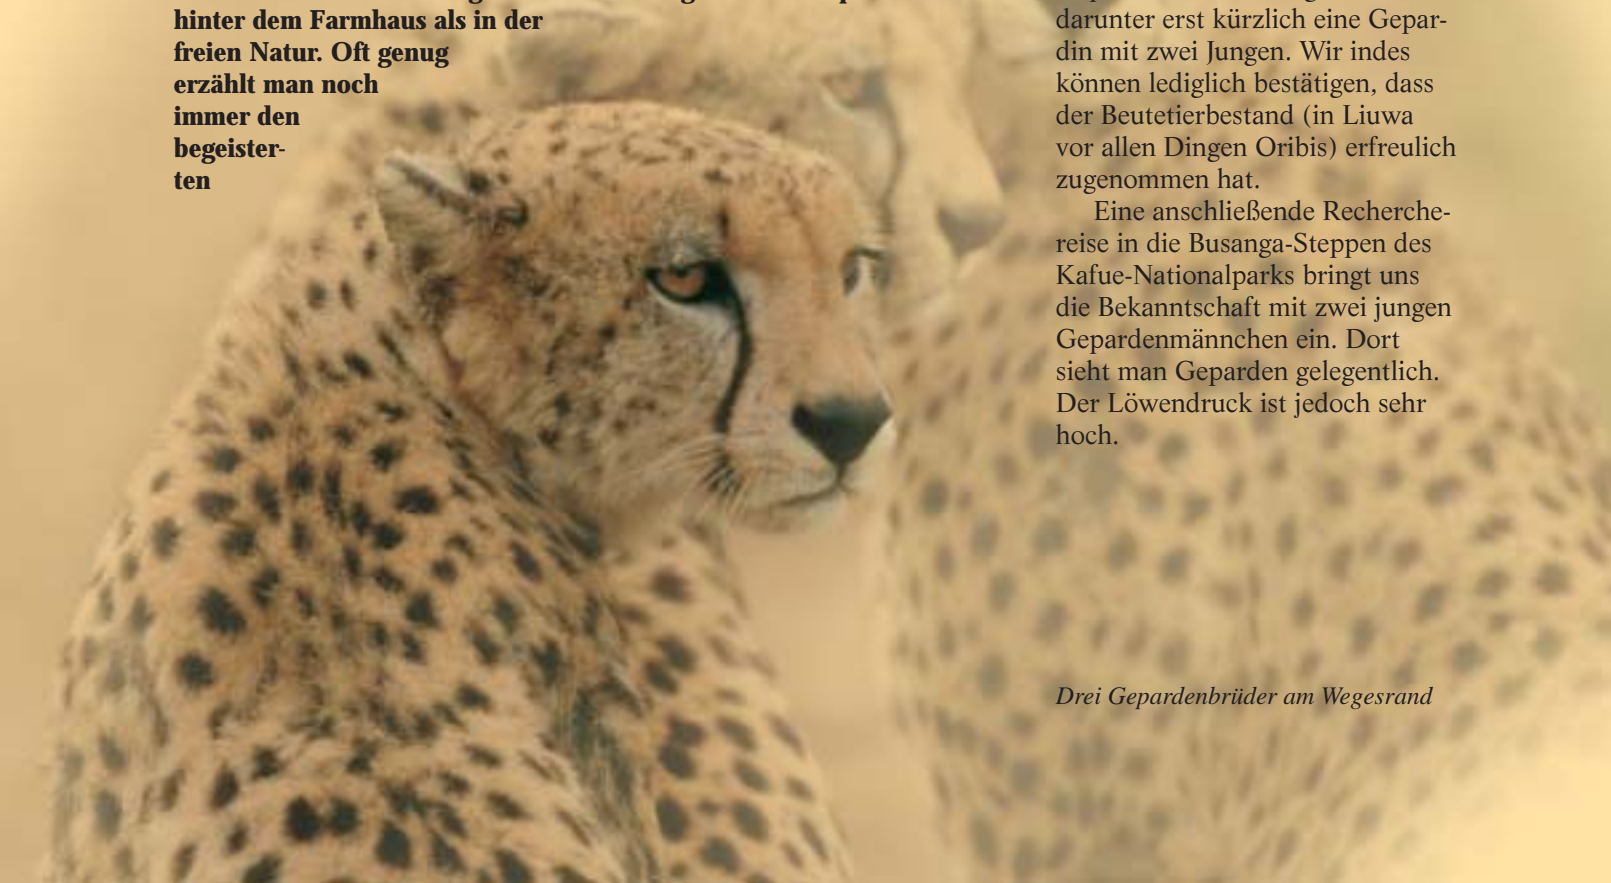 hinter dem Farmhaus als in der
freien Natur. Oft genug
erzählt man noch
immer den
begeister-
ten
darunter erst kürzlich eine Gepar-
din mit zwei Jungen. Wir indes
können lediglich bestätigen, dass
der Beutetierbestand (in Liuwa
vor allen Dingen Oribis) erfreulich
zugenommen hat.
Eine anschließende Recherche-
reise in die Busanga-Steppen des
Kafue-Nationalparks bringt uns
die Bekanntschaft mit zwei jungen
Gepardenmännchen ein. Dort
sieht man Geparden gelegentlich.
Der Löwendruck ist jedoch sehr
hoch.
Drei Gepardenbrüder am Wegesrand